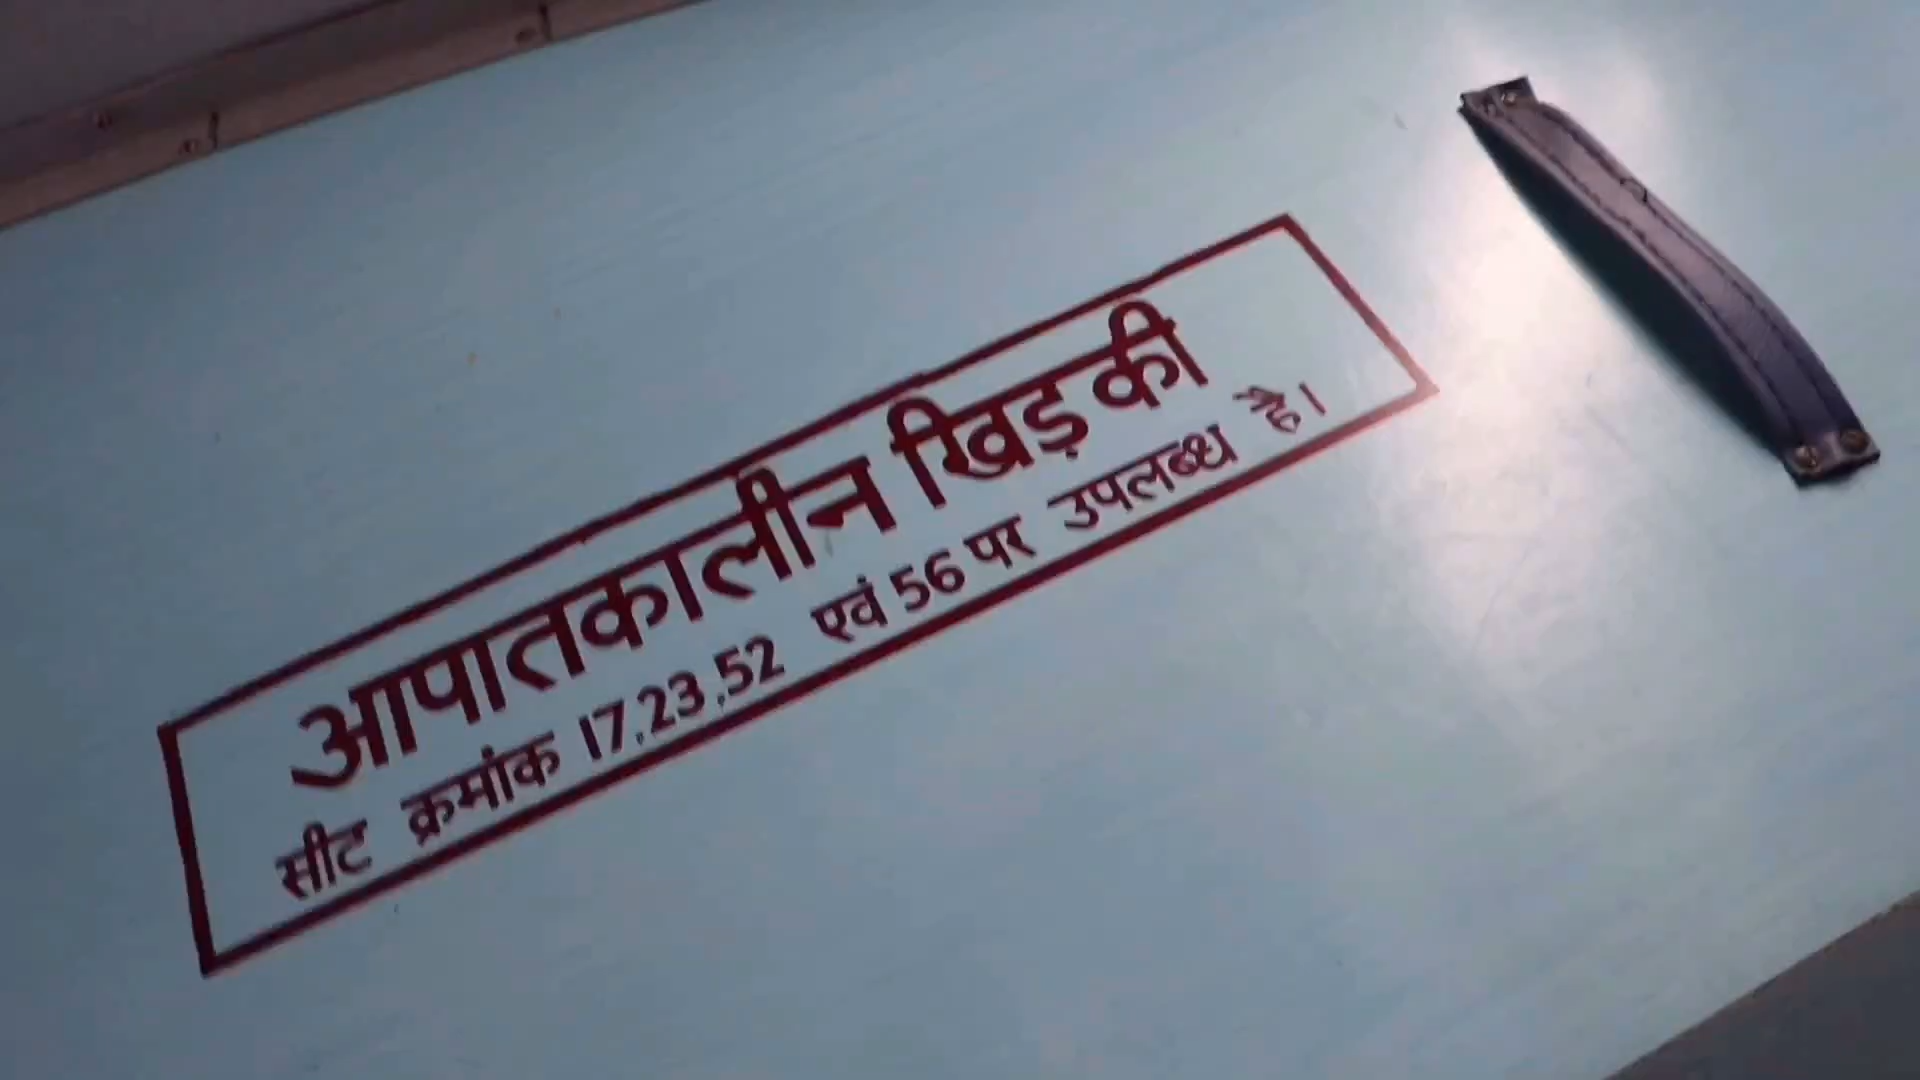 आपातकालीन खिड़की
सीट क्रमांक 17,23,52 एवं 56 पर उपलब्ध है।